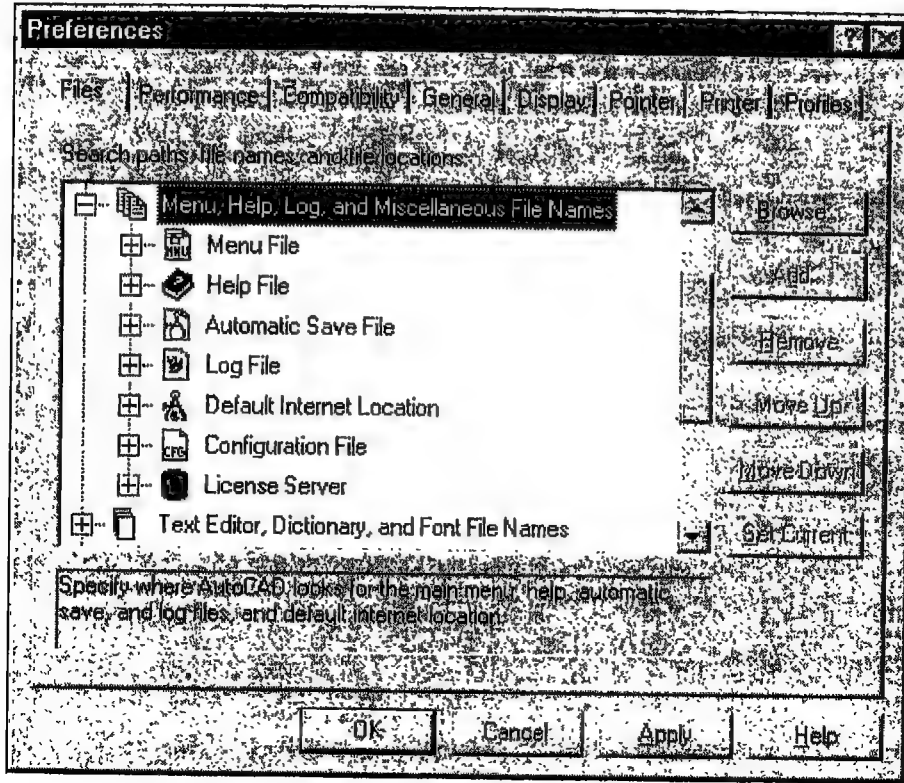 Preferences
Files Performance Compatibility General Display Pointer Printer Profiles
Search paths, file names, and file locations:
Menu, Help, Log, and Miscellaneous File Names
Menu File
Help File
Automatic Save File
Log File
Default Internet Location
Configuration File
License Server
Text Editor, Dictionary, and Font File Names
Browse...
Add...
Remove
Move Up
Move Down
Set Current
Specify where AutoCAD looks for the main menu, help, automatic
save, and log files, and default internet location.
OK Cancel Apply Help